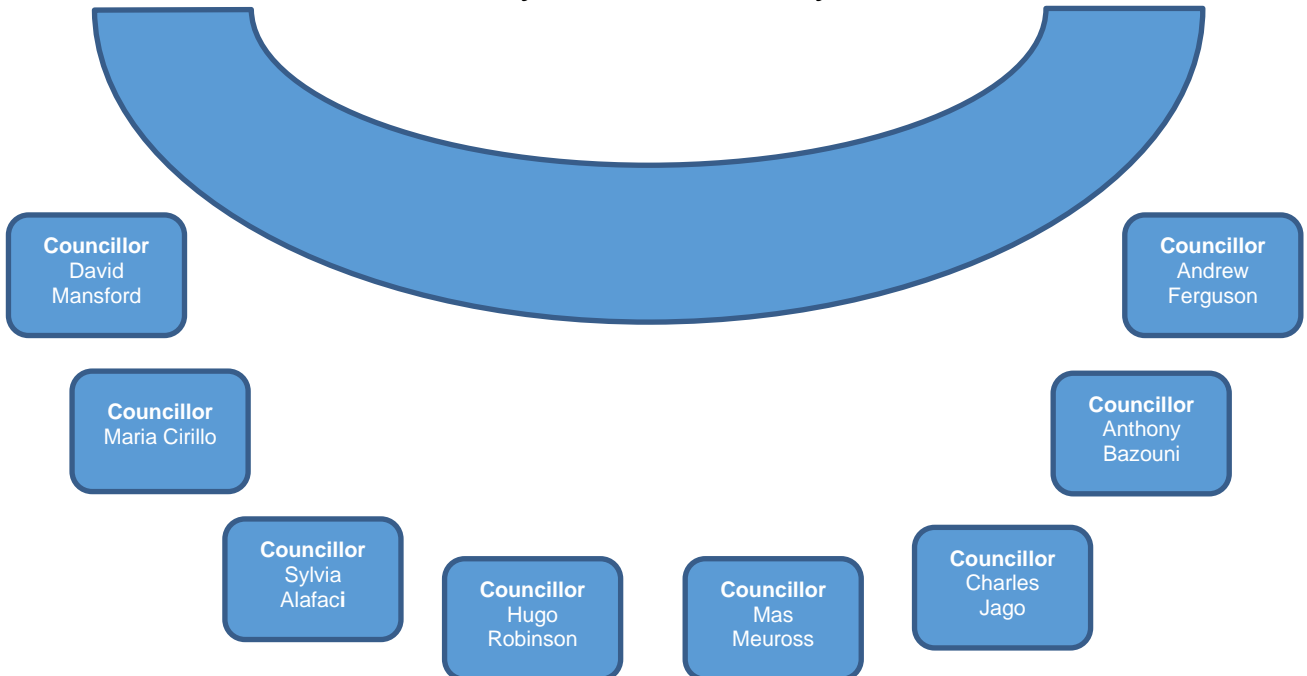 Councillor
David
Mansford
Councillor
Andrew
Ferguson
Councillor
Maria Cirillo
Councillor
Anthony
Bazouni
Councillor
Sylvia
Alafaci
Councillor
Hugo
Robinson
Councillor
Mas
Meuross
Councillor
Charles
Jago